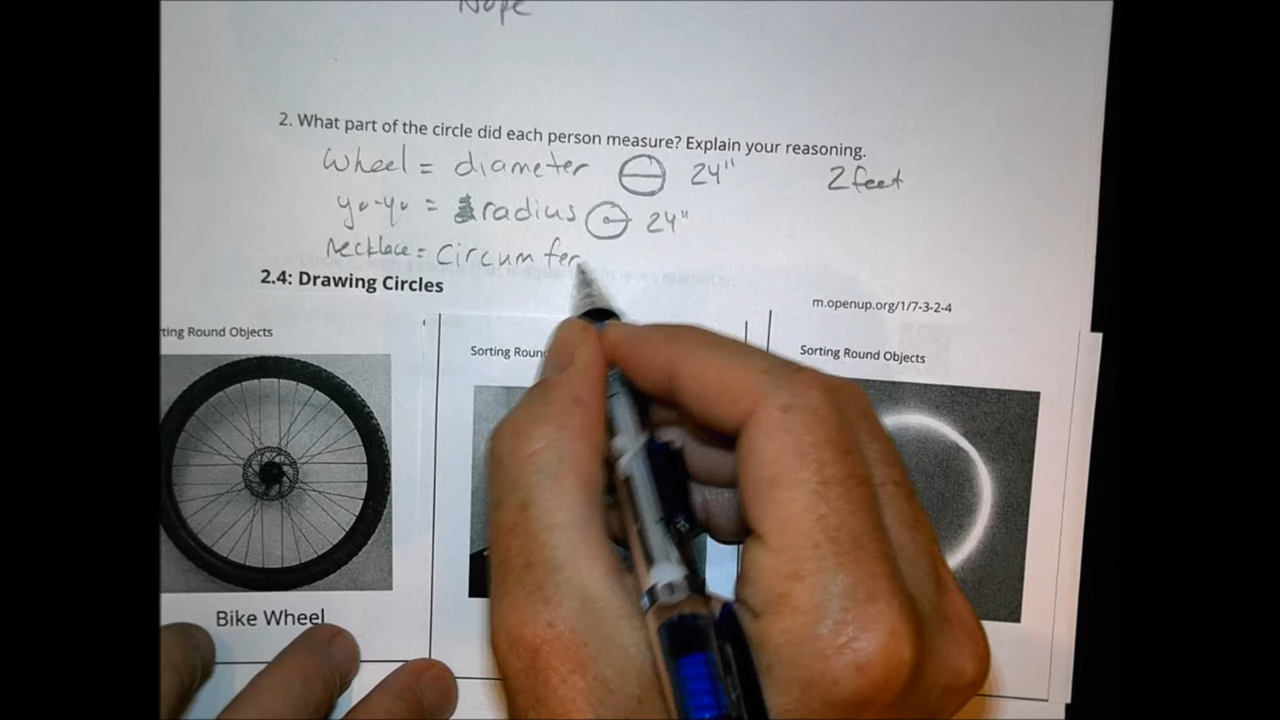 Nope
2. What part of the circle did each person measure? Explain your reasoning.
Wheel = diameter 24" 2 feet
yo-yo = radius 24"
Necklace = Circumfer
2.4: Drawing Circles
m.openup.org/1/7-3-2-4
ting Round Objects
Sorting Roun
Sorting Round Objects
Bike Wheel